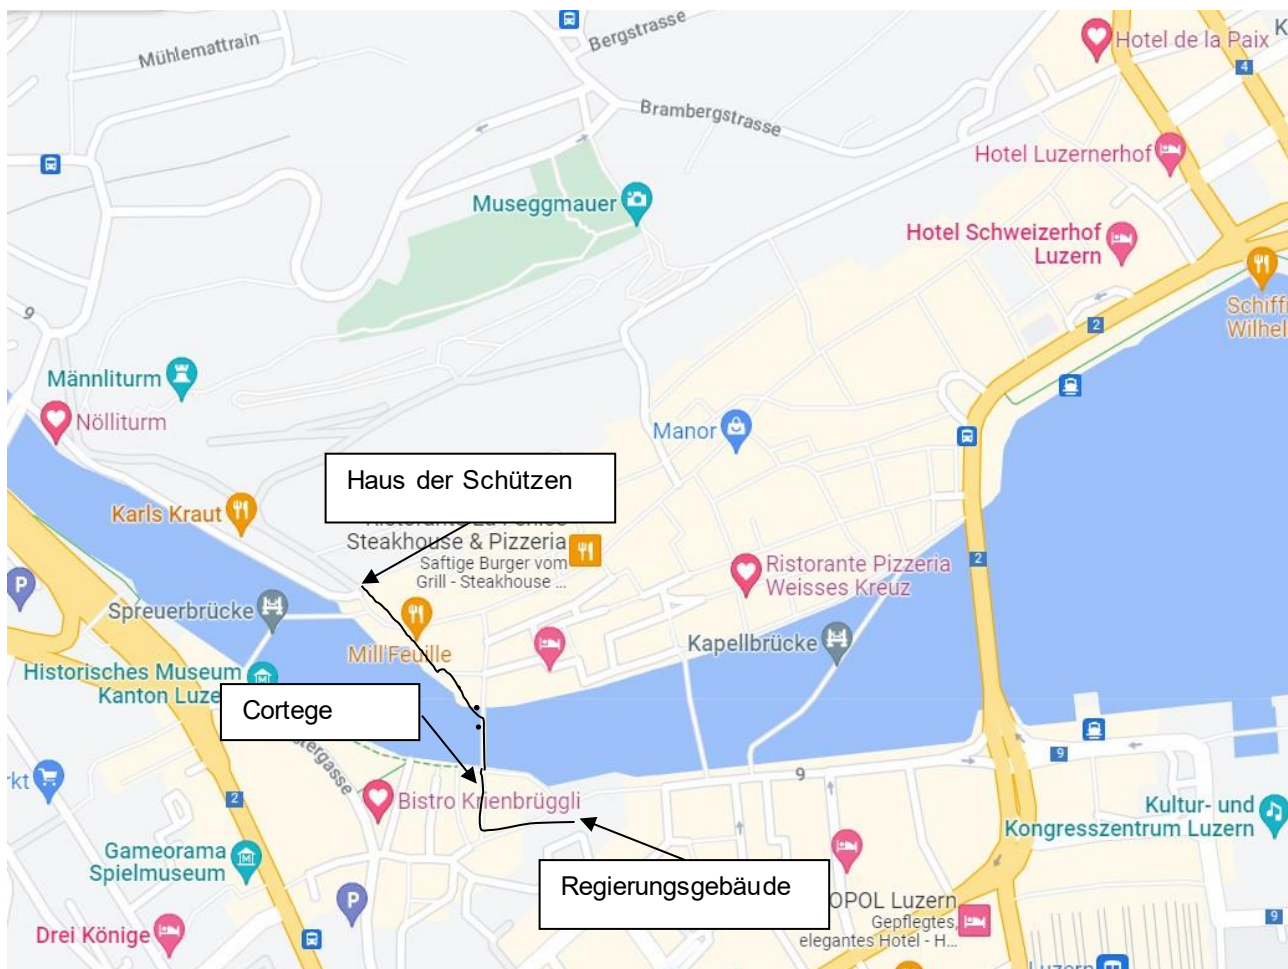 Mühlemattrain
Bergstrasse
Hotel de la Paix
4
Brambergstrasse
Hotel Luzernerhof
Museggmauer
Hotel Schweizerhof
Luzern
9
Schiff
Wilhel
2
Männliturm
Nölliturm
Manor
Haus der Schützen
Karls Kraut
Steakhouse & Pizzeria
Saftige Burger vom
Grill - Steakhouse ...
Ristorante Pizzeria
Weisses Kreuz
2
P
Spreuerbrücke
Mill'Feuille
Kapellbrücke
Historisches Museum
Kanton Luze
Cortege
stergasse
9
9
rkt
2
Bistro Krienbrüggli
Kultur- und
Kongresszentrum Luzern
Gameorama
Spielmuseum
Regierungsgebäude
P
OPOL Luzern
Gepflegtes,
elegantes Hotel - H...
9
Drei Könige
Luzern